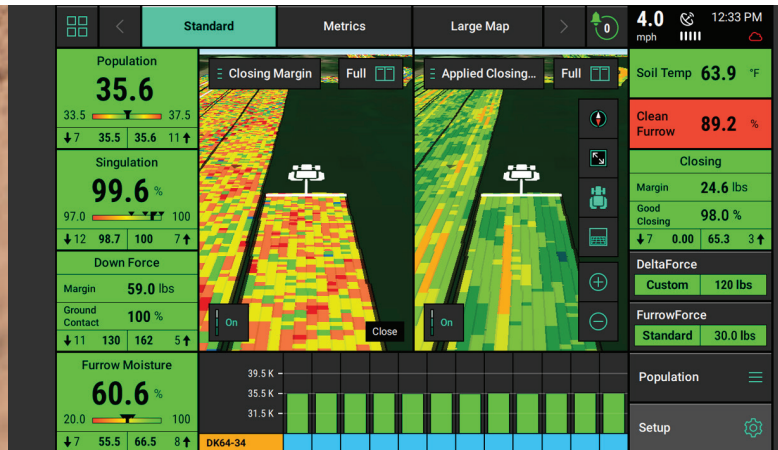 Standard
Metrics
Large Map
0
4.0
mph
12:33 PM
Population
35.6
33.5 37.5
7 35.5 35.6 11
Singulation
99.6 %
97.0 100
12 98.7 100 7
Down Force
Margin 59.0 lbs
Ground
Contact 100 %
11 130 162 5
Furrow Moisture
60.6 %
20.0 100
7 55.5 66.5 8
Closing Margin Full
On
Close
Applied Closing... Full
On
39.5 K
35.5 K
31.5 K
DK64-34
Soil Temp 63.9 °F
Clean
Furrow 89.2 %
Closing
Margin 24.6 lbs
Good
Closing 98.0 %
7 0.00 65.3 3
DeltaForce
Custom 120 lbs
FurrowForce
Standard 30.0 lbs
Population
Setup